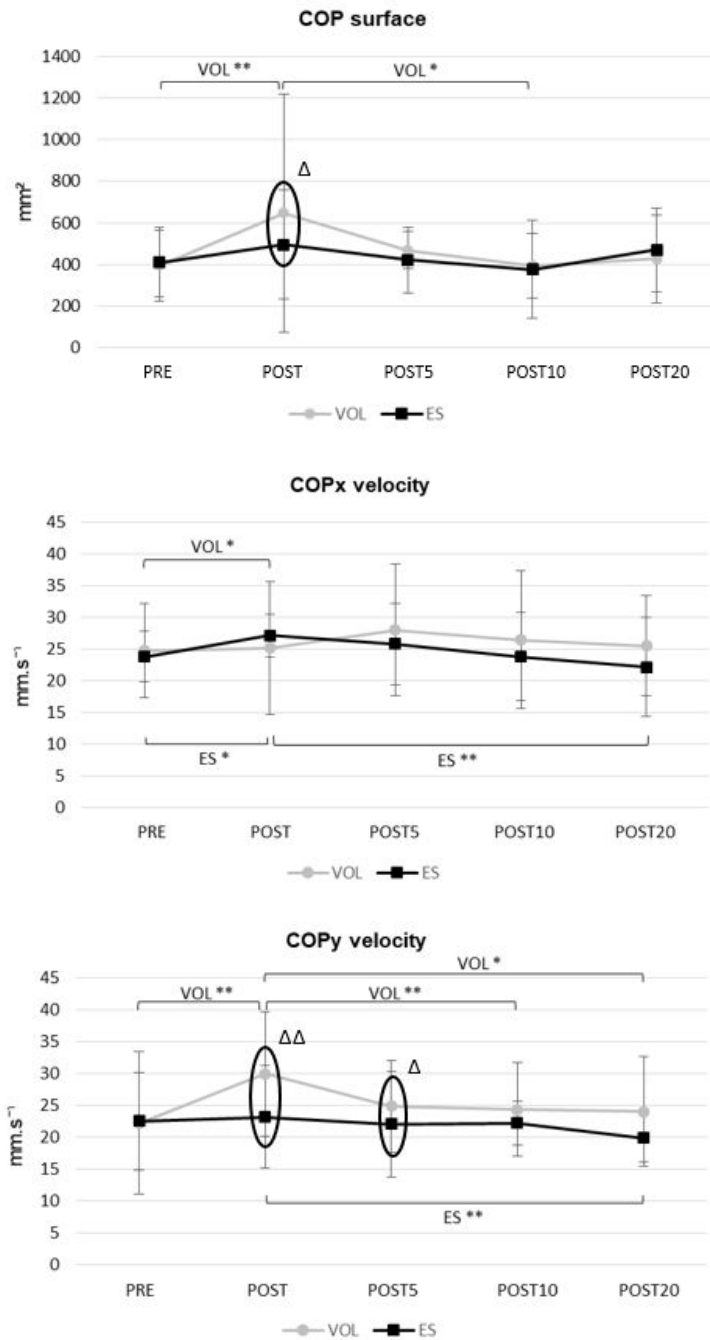 COP surface
1400
VOL ** VOL *
1200
1000
Δ
800
mm²
600
400
200
0
PRE POST POST5 POST10 POST20
VOL ES
COPx velocity
45
40
VOL *
35
30
25
mm.s⁻¹
20
15
10
ES * ES **
5
0
PRE POST POST5 POST10 POST20
VOL ES
COPy velocity
45
VOL *
VOL ** VOL **
40
35
ΔΔ
Δ
30
25
mm.s⁻¹
20
15
10
ES **
5
0
PRE POST POST5 POST10 POST20
VOL ES